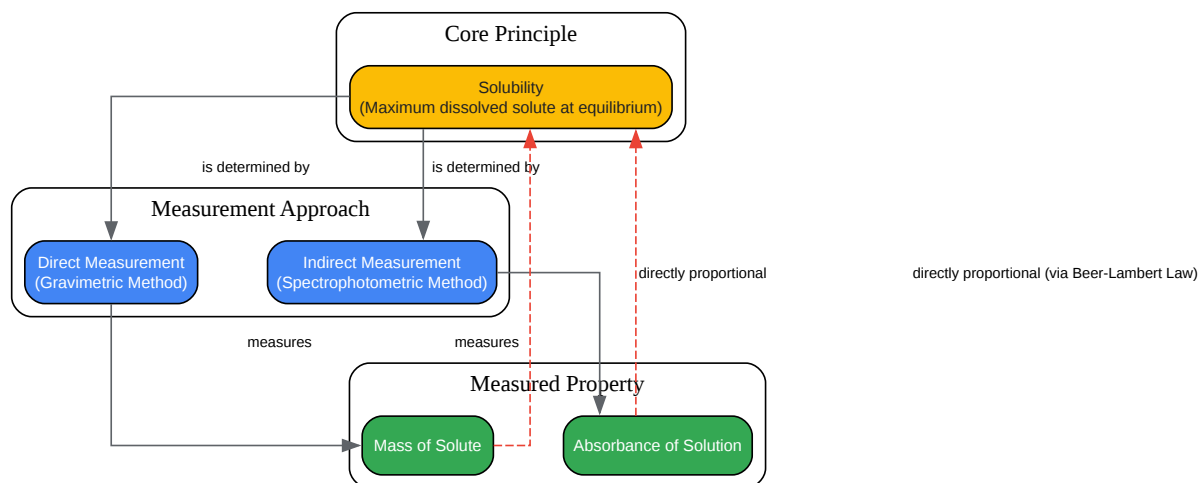 Core Principle
Solubility
(Maximum dissolved solute at equilibrium)
is determined by
is determined by
Measurement Approach
Direct Measurement
(Gravimetric Method)
Indirect Measurement
(Spectrophotometric Method)
directly proportional
directly proportional (via Beer-Lambert Law)
measures
measures
Measured Property
Mass of Solute
Absorbance of Solution